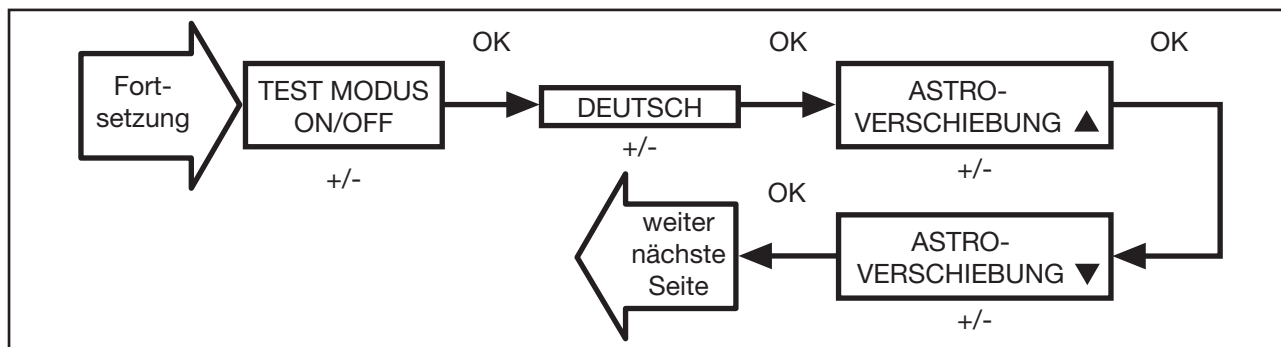 Fort-
setzung
TEST MODUS
ON/OFF
+/-
OK
DEUTSCH
+/-
OK
ASTRO-
VERSCHIEBUNG ▲
+/-
OK
ASTRO-
VERSCHIEBUNG ▼
+/-
OK
weiter
nächste
Seite